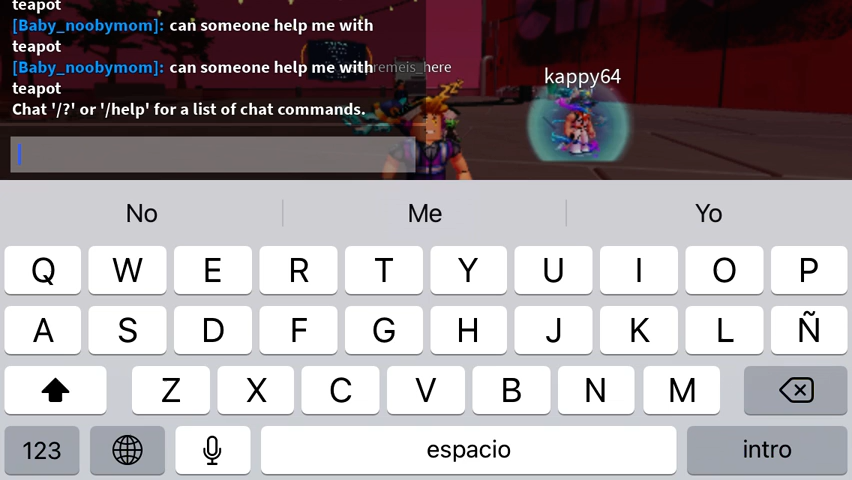 teapot
[Baby_noobymom]: can someone help me with
teapot
[Baby_noobymom]: can someone help me with
teapot
Chat '/?' or '/help' for a list of chat commands.
remeis_here
kappy64
No Me Yo
Q W E R T Y U I O P
A S D F G H J K L Ñ
Z X C V B N M
123 espacio intro